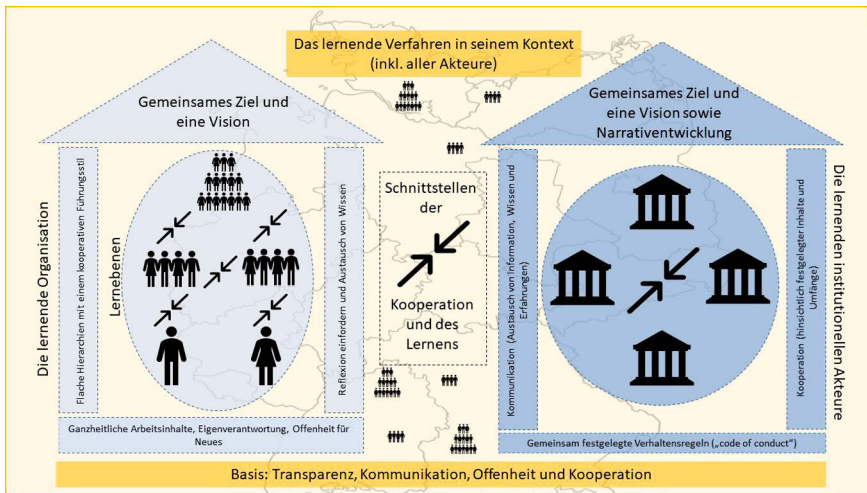 Das lernende Verfahren in seinem Kontext
(inkl. aller Akteure)
Gemeinsames Ziel und
eine Vision
Die lernende Organisation
Flache Hierarchien mit einem kooperativen Führungsstil
Lernebenen
Reflexion einfordern und Austausch von Wissen
Ganzheitliche Arbeitsinhalte, Eigenverantwortung, Offenheit für
Neues
Schnittstellen
der
Kooperation
und des
Lernens
Gemeinsames Ziel und
eine Vision sowie
Narrativentwicklung
Kommunikation (Austausch von Information, Wissen und
Erfahrungen)
Kooperation (hinsichtlich festgelegter Inhalte und
Umfänge)
Die lernenden institutionellen Akteure
Gemeinsam festgelegte Verhaltensregeln („code of conduct“)
Basis: Transparenz, Kommunikation, Offenheit und Kooperation